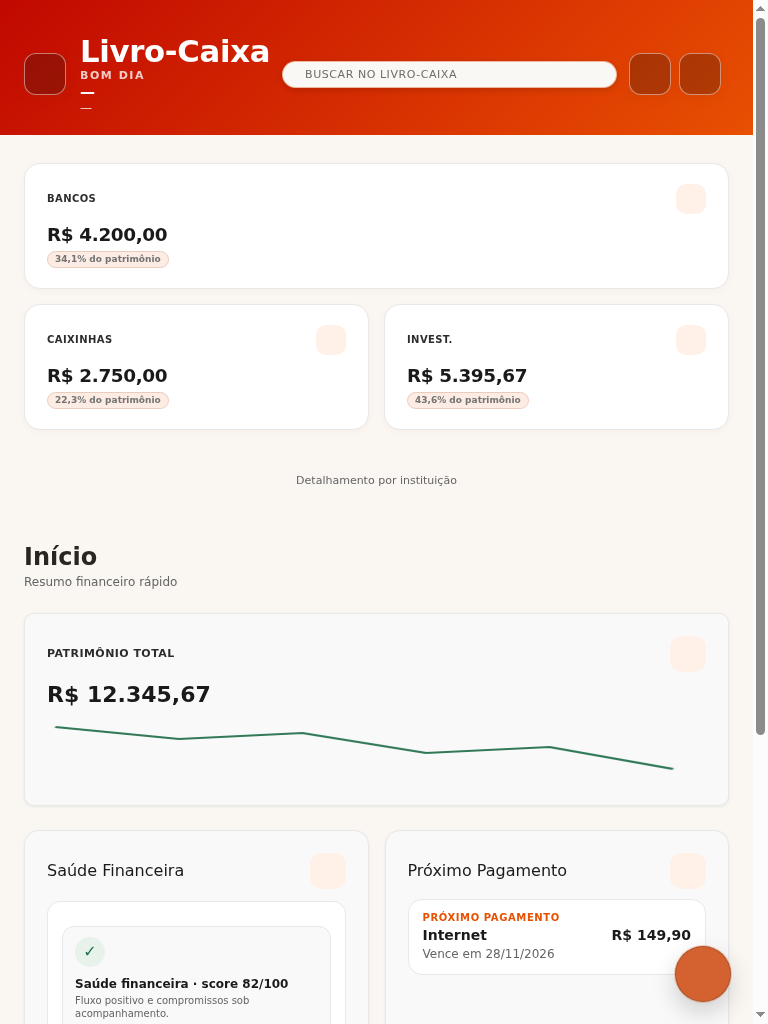 Livro-Caixa
BOM DIA
—
—
BUSCAR NO LIVRO-CAIXA
BANCOS
R$ 4.200,00
34,1% do patrimônio
CAIXINHAS
R$ 2.750,00
22,3% do patrimônio
INVEST.
R$ 5.395,67
43,6% do patrimônio
Detalhamento por instituição
Início
Resumo financeiro rápido
PATRIMÔNIO TOTAL
R$ 12.345,67
Saúde Financeira
✓
Saúde financeira · score 82/100
Fluxo positivo e compromissos sob
acompanhamento.
Próximo Pagamento
PRÓXIMO PAGAMENTO
Internet R$ 149,90
Vence em 28/11/2026